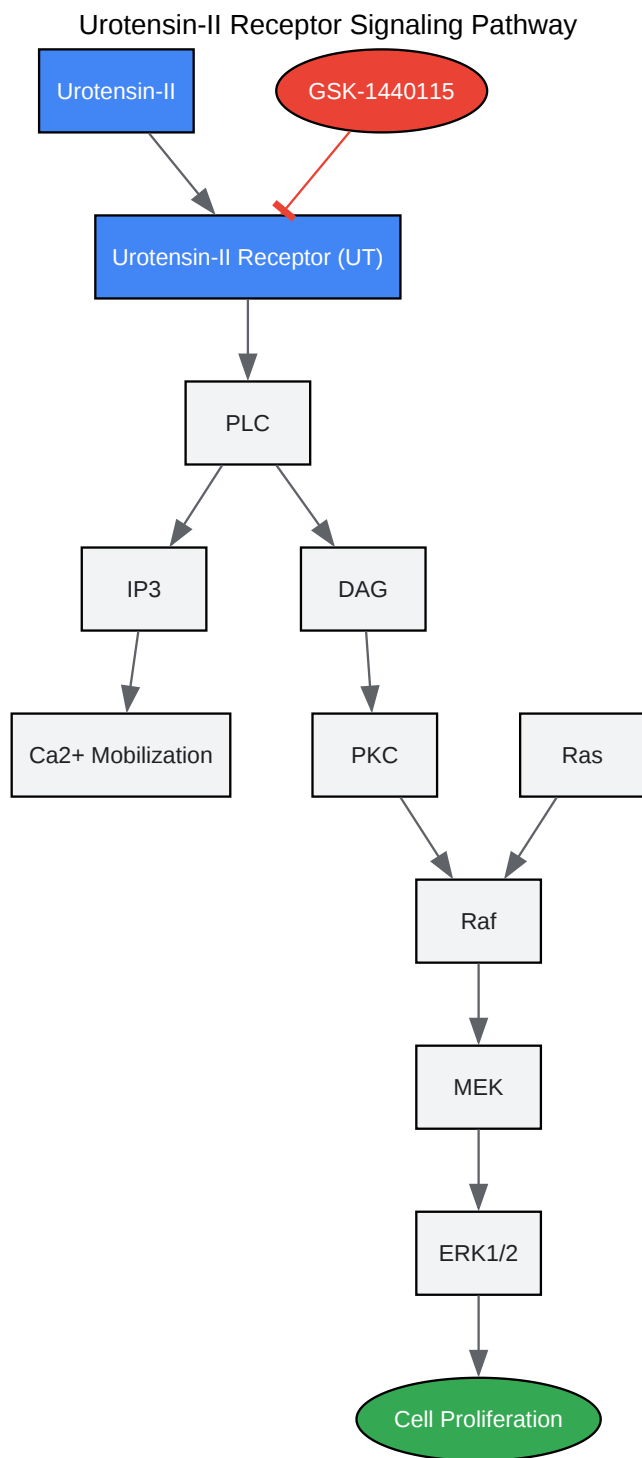 Urotensin-II Receptor Signaling Pathway
Urotensin-II
GSK-1440115
Urotensin-II Receptor (UT)
PLC
IP3
DAG
Ca2+ Mobilization
PKC
Ras
Raf
MEK
ERK1/2
Cell Proliferation